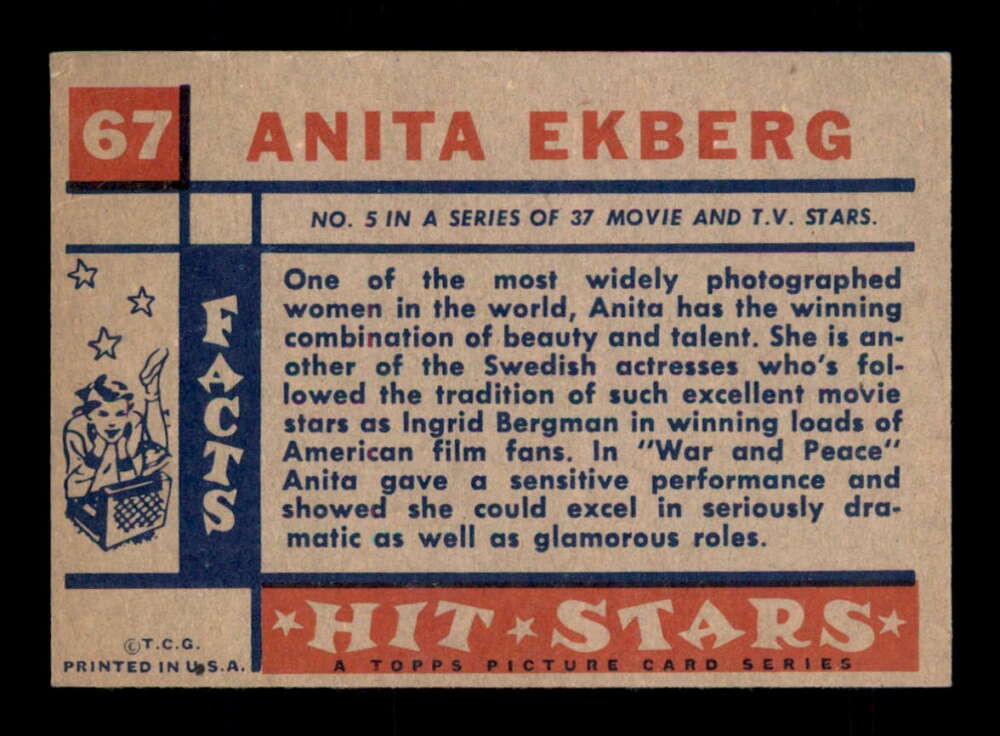 67
ANITA EKBERG
NO. 5 IN A SERIES OF 37 MOVIE AND T.V. STARS.
FACTS
One of the most widely photographed
women in the world, Anita has the winning
combination of beauty and talent. She is an-
other of the Swedish actresses who's fol-
lowed the tradition of such excellent movie
stars as Ingrid Bergman in winning loads of
American film fans. In "War and Peace"
Anita gave a sensitive performance and
showed she could excel in seriously dra-
matic as well as glamorous roles.
©T.C.G.
PRINTED IN U.S.A.
HIT STARS
A TOPPS PICTURE CARD SERIES